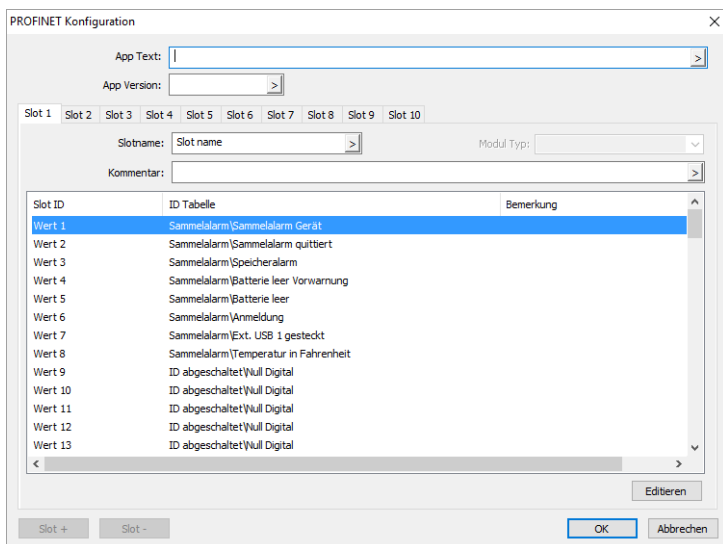 PROFINET Konfiguration
App Text: >
App Version: >
Slot 1 Slot 2 Slot 3 Slot 4 Slot 5 Slot 6 Slot 7 Slot 8 Slot 9 Slot 10
Slotname: Slot name > Modul Typ:
Kommentar: >
Slot ID ID Tabelle Bemerkung
Wert 1 Sammelalarm\Sammelalarm Gerät
Wert 2 Sammelalarm\Sammelalarm quittiert
Wert 3 Sammelalarm\Speicheralarm
Wert 4 Sammelalarm\Batterie leer Vorwarnung
Wert 5 Sammelalarm\Batterie leer
Wert 6 Sammelalarm\Anmeldung
Wert 7 Sammelalarm\Ext. USB 1 gesteckt
Wert 8 Sammelalarm\Temperatur in Fahrenheit
Wert 9 ID abgeschaltet\Null Digital
Wert 10 ID abgeschaltet\Null Digital
Wert 11 ID abgeschaltet\Null Digital
Wert 12 ID abgeschaltet\Null Digital
Wert 13 ID abgeschaltet\Null Digital
Editieren
Slot + Slot - OK Abbrechen